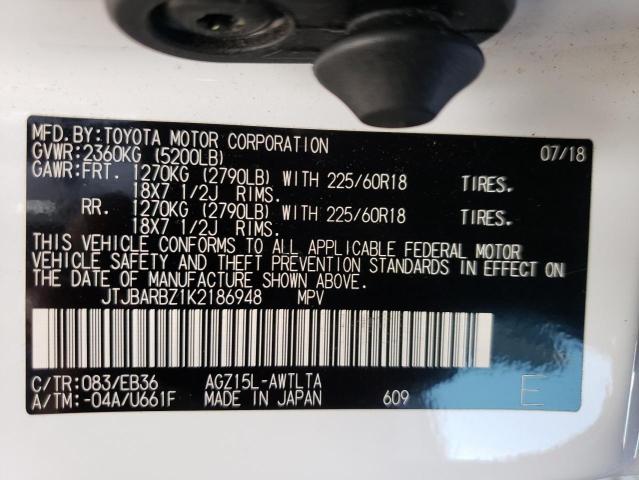 MFD.BY:TOYOTA MOTOR CORPORATION 07/18
GVWR:2360KG (5200LB)
GAWR:FRT. 1270KG (2790LB) WITH 225/60R18 TIRES.
18X7 1/2J RIMS.
RR. 1270KG (2790LB) WITH 225/60R18 TIRES.
18X7 1/2J RIMS.
THIS VEHICLE CONFORMS TO ALL APPLICABLE FEDERAL MOTOR
VEHICLE SAFETY AND THEFT PREVENTION STANDARDS IN EFFECT ON
THE DATE OF MANUFACTURE SHOWN ABOVE.
JTJBARBZ1K2186948 MPV
C/TR:083/EB36 AGZ15L-AWTLTA
A/TM:-04A/U661F MADE IN JAPAN 609
E